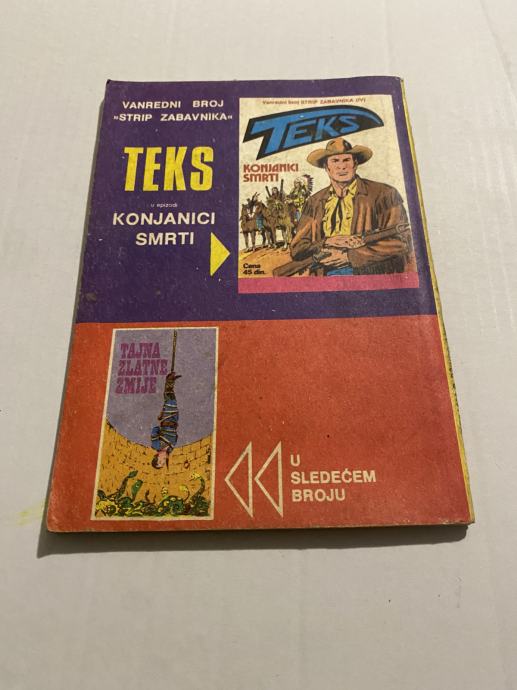 VANREDNI BROJ
»STRIP ZABAVNIKA«
TEKS
u epizodi
KONJANICI
SMRTI
Vanredni broj STRIP ZABAVNIKA (IV)
TEKS
KONJANICI
SMRTI
Cena
45 din.
TAJNA
ZLATNE
ZMIJE
U
SLEDEĆEM
BROJU